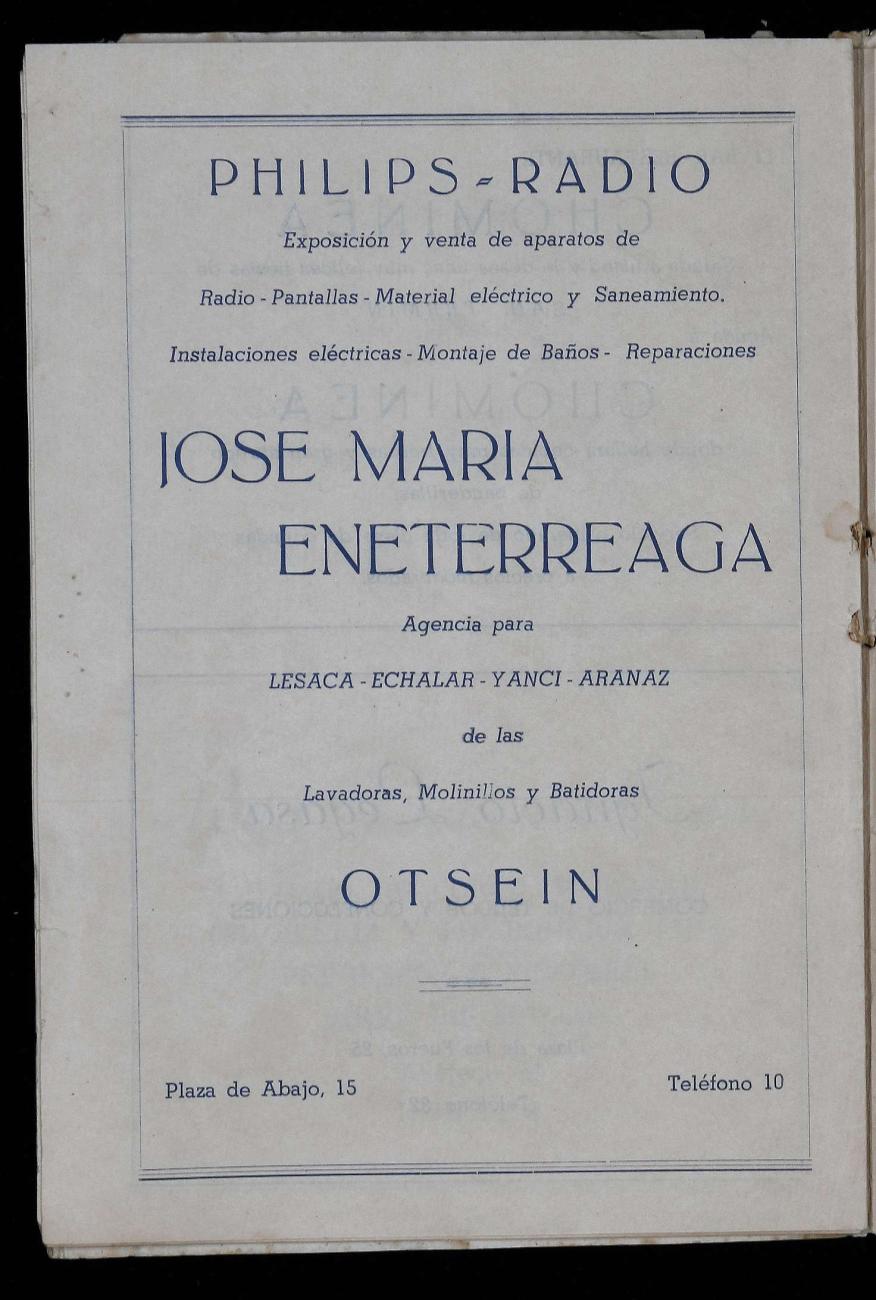 PHILIPS - RADIO
Exposición y venta de aparatos de
Radio - Pantallas - Material eléctrico y Saneamiento.
Instalaciones eléctricas - Montaje de Baños - Reparaciones
JOSE MARIA
ENETERREAGA
Agencia para
LESACA - ECHALAR - YANCI - ARANAZ
de las
Lavadoras, Molinillos y Batidoras
OTSEIN
Plaza de Abajo, 15
Teléfono 10